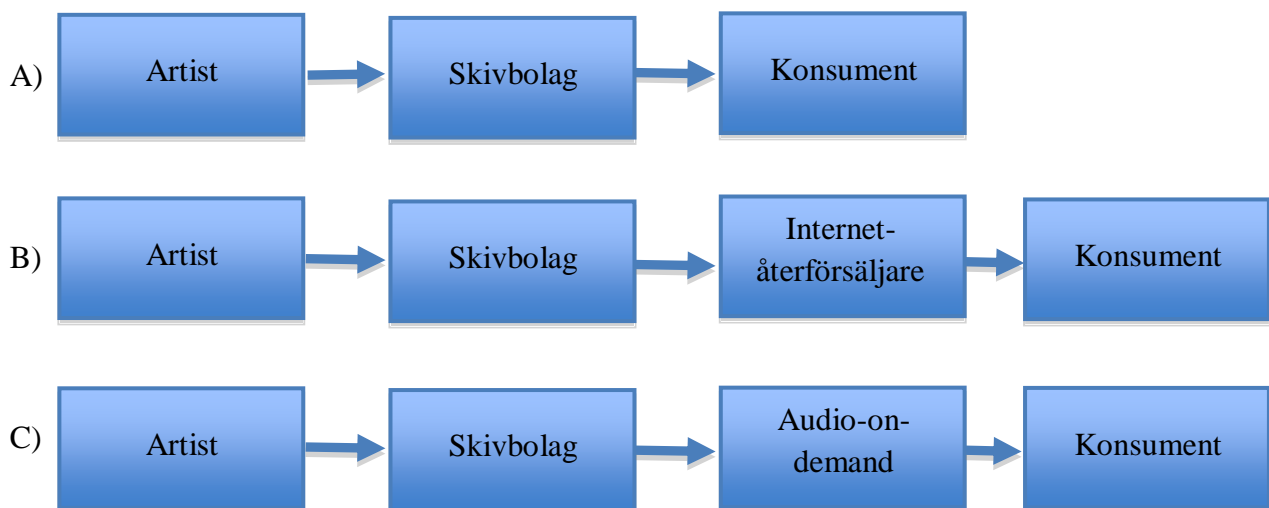 A) Artist Skivbolag Konsument
B) Artist Skivbolag Internet-
återförsäljare Konsument
C) Artist Skivbolag Audio-on-
demand Konsument